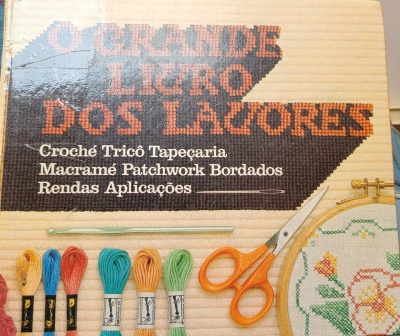 O GRANDE
LIVRO
DOS LAVORES
Croché Tricô Tapeçaria
Macramé Patchwork Bordados
Rendas Aplicações